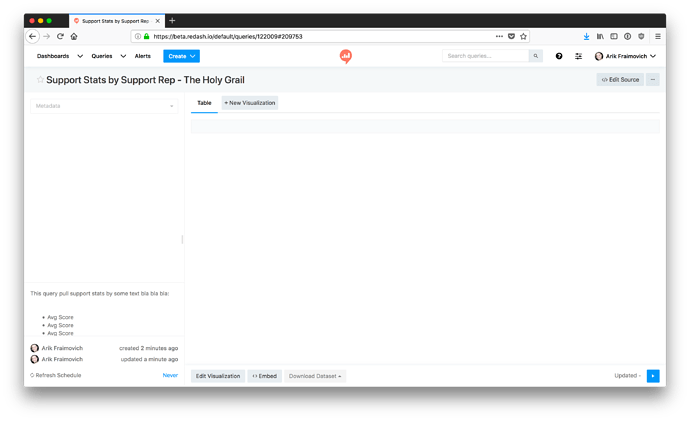 Support Stats by Support Rep -
https://beta.redash.io/default/queries/122009#209753
Dashboards Queries Alerts Create Search queries... Arik Fraimovich
Support Stats by Support Rep - The Holy Grail Edit Source
Metadata Table + New Visualization
This query pull support stats by some text bla bla bla:
• Avg Score
• Avg Score
• Avg Score
Arik Fraimovich created 2 minutes ago
Arik Fraimovich updated a minute ago
Refresh Schedule Never Edit Visualization Embed Download Dataset Updated -